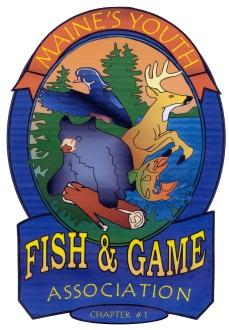 MAINE'S YOUTH
FISH & GAME
ASSOCIATION
CHAPTER #1